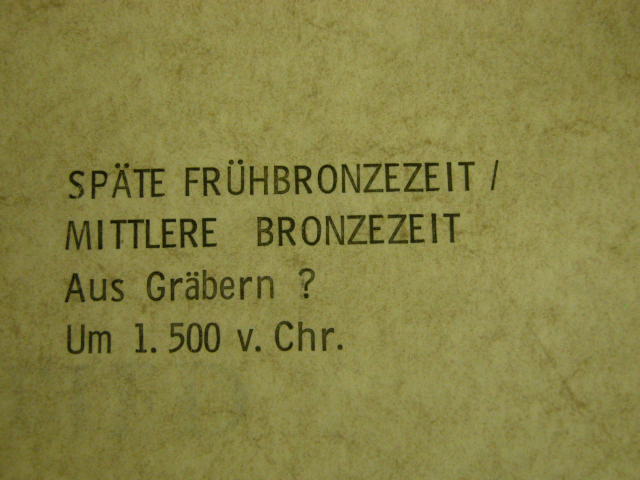 SPÄTE FRÜHBRONZEZEIT /
MITTLERE BRONZEZEIT
Aus Gräbern ?
Um 1.500 v. Chr.